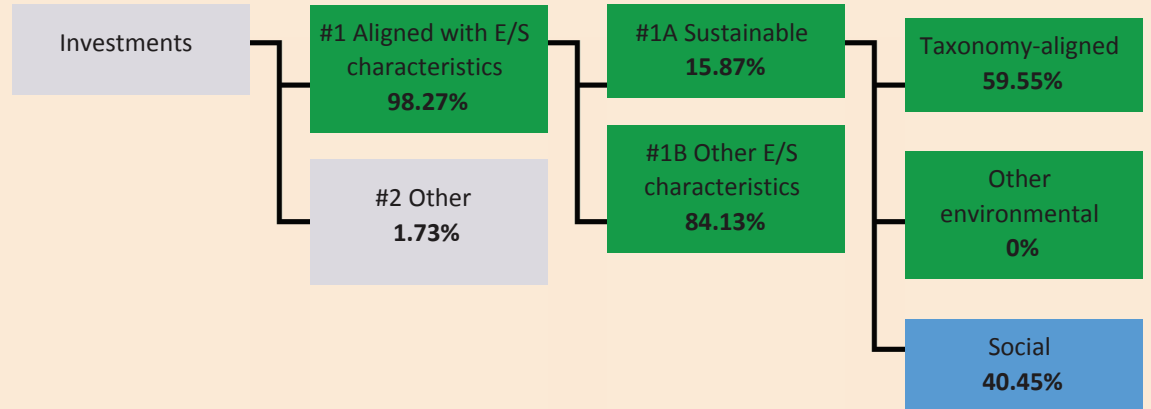 Investments
#1 Aligned with E/S
characteristics
98.27%
#2 Other
1.73%
#1A Sustainable
15.87%
#1B Other E/S
characteristics
84.13%
Taxonomy-aligned
59.55%
Other
environmental
0%
Social
40.45%